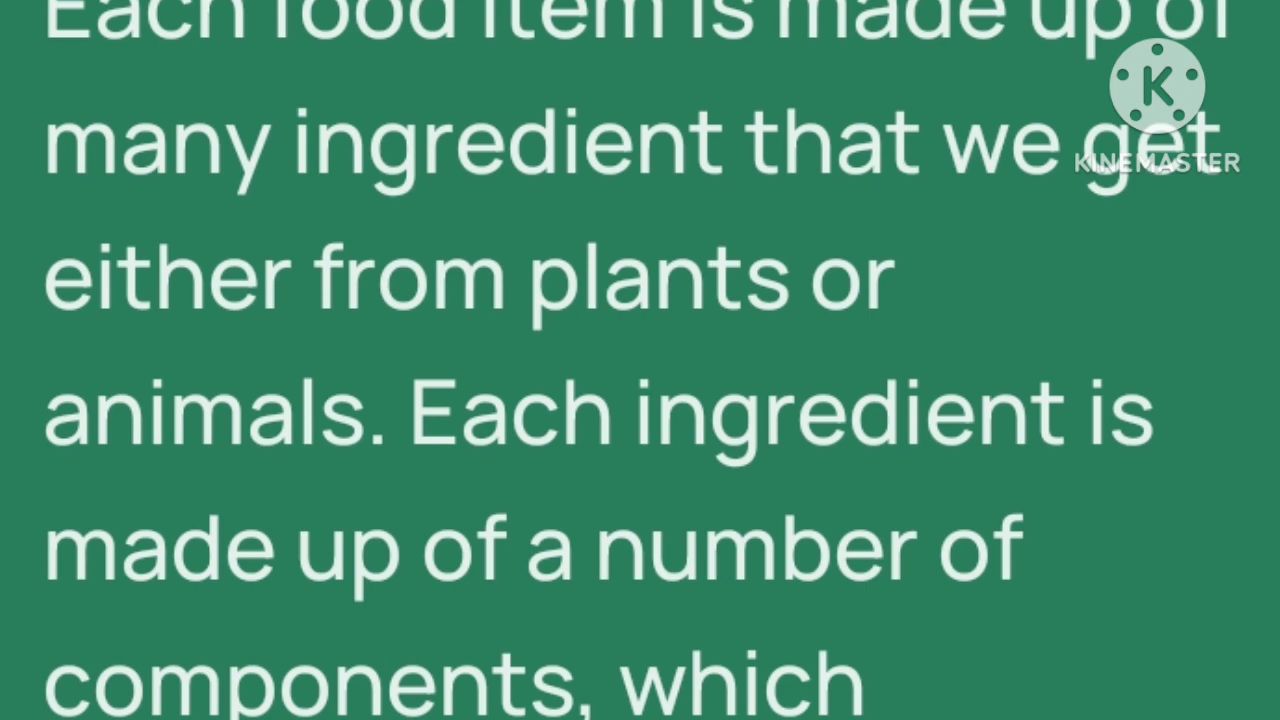 Each food item is made up of
many ingredient that we get
either from plants or
animals. Each ingredient is
made up of a number of
components, which
K
KINEMASTER